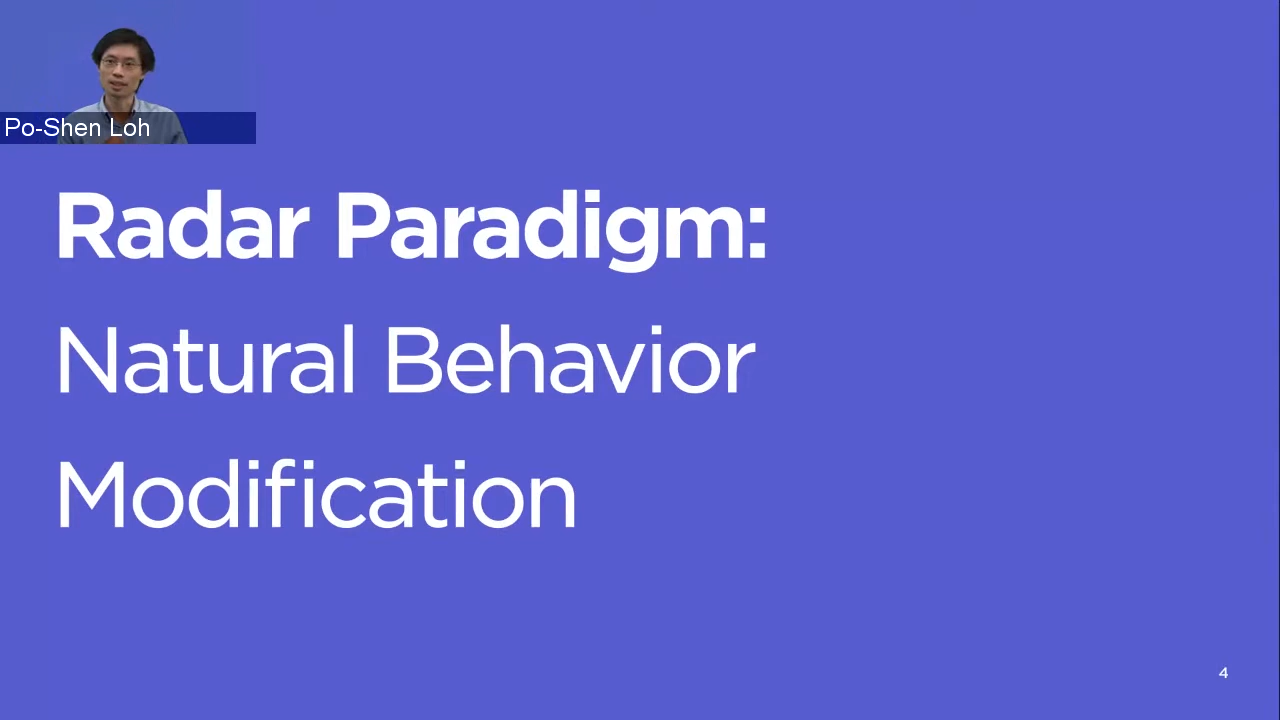 Po-Shen Loh
Radar Paradigm:
Natural Behavior
Modification
4